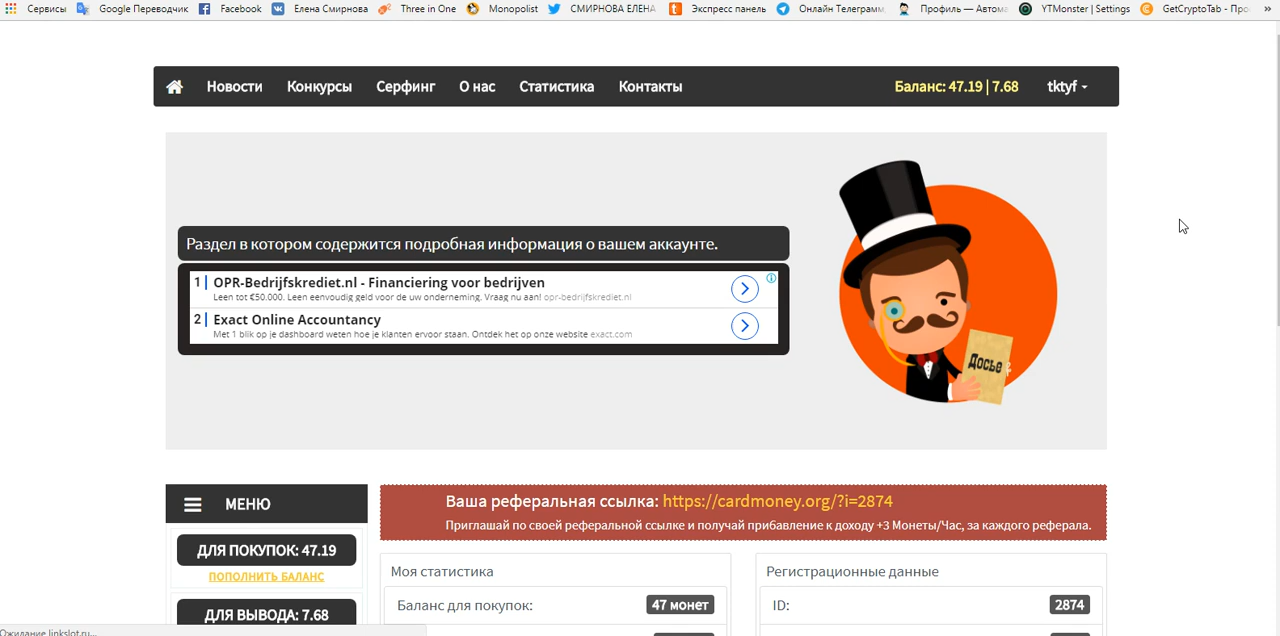 Сервисы Google Переводчик Facebook Елена Смирнова Three in One Monopolist СМИРНОВА ЕЛЕНА Экспресс панель Онлайн Телеграмм, Профиль — Автома YTMonster | Settings GetCryptoTab - Про »
Новости Конкурсы Серфинг О нас Статистика Контакты Баланс: 47.19 | 7.68 tktyf
Раздел в котором содержится подробная информация о вашем аккаунте.
1 OPR-Bedrijfskrediet.nl - Financiering voor bedrijven
Leen tot €50.000. Leen eenvoudig geld voor de uw onderneming. Vraag nu aan! opr-bedrijfskrediet.nl
2 Exact Online Accountancy
Met 1 blik op je dashboard weten hoe je klanten ervoor staan. Ontdek het op onze website exact.com
Досье
МЕНЮ
ДЛЯ ПОКУПОК: 47.19
ПОПОЛНИТЬ БАЛАНС
ДЛЯ ВЫВОДА: 7.68
Ваша реферальная ссылка: https://cardmoney.org/?i=2874
Приглашай по своей реферальной ссылке и получай прибавление к доходу +3 Монеты/Час, за каждого реферала.
Моя статистика
Баланс для покупок: 47 монет
Регистрационные данные
ID: 2874
Ожидание linkslot.ru...